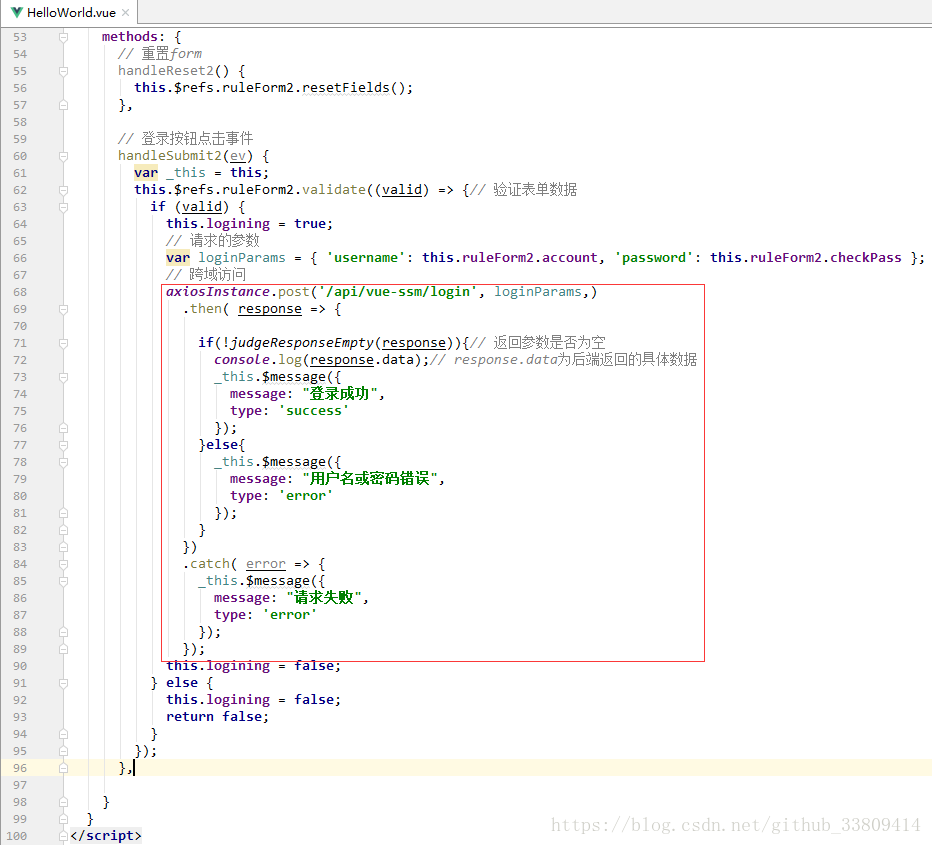 HelloWorld.vue ×
53 methods: {
54 // 重置form
55 handleReset2() {
56 this.$refs.ruleForm2.resetFields();
57 },
58
59 // 登录按钮点击事件
60 handleSubmit2(ev) {
61 var _this = this;
62 this.$refs.ruleForm2.validate((valid) => {// 验证表单数据
63 if (valid) {
64 this.logining = true;
65 // 请求的参数
66 var loginParams = { 'username': this.ruleForm2.account, 'password': this.ruleForm2.checkPass };
67 // 跨域访问
68 axiosInstance.post('/api/vue-ssm/login', loginParams,)
69 .then( response => {
70
71 if(!judgeResponseEmpty(response)){// 返回参数是否为空
72 console.log(response.data);// response.data为后端返回的具体数据
73 _this.$message({
74 message: "登录成功",
75 type: 'success'
76 });
77 }else{
78 _this.$message({
79 message: "用户名或密码错误",
80 type: 'error'
81 });
82 }
83 })
84 .catch( error => {
85 _this.$message({
86 message: "请求失败",
87 type: 'error'
88 });
89 });
90 this.logining = false;
91 } else {
92 this.logining = false;
93 return false;
94 }
95 });
96 },
97
98 }
99 }
100 </script>
https://blog.csdn.net/github_33809414